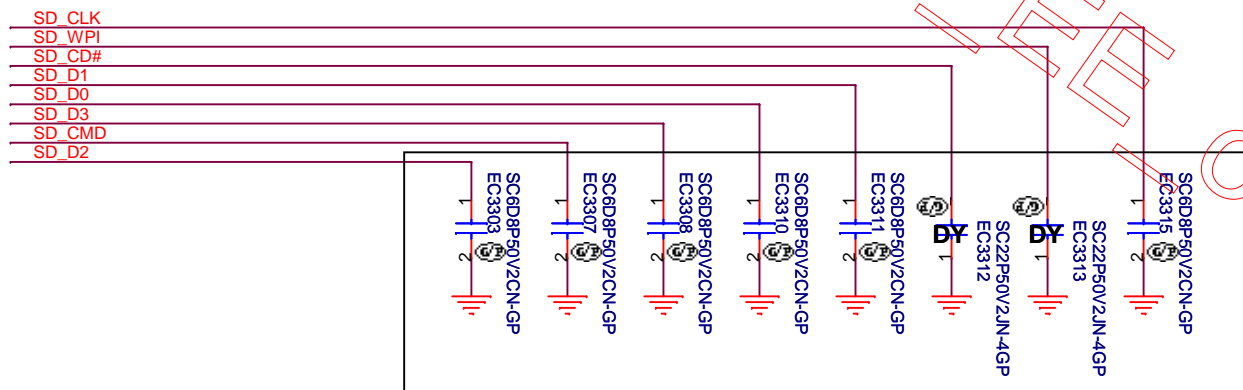 SD_CLK
SD_WPI
SD_CD#
SD_D1
SD_D0
SD_D3
SD_CMD
SD_D2
1
2
SC6D8P50V2CN-GP
EC3303
G/P
1
2
SC6D8P50V2CN-GP
EC3307
G/P
1
2
SC6D8P50V2CN-GP
EC3308
G/P
1
2
SC6D8P50V2CN-GP
EC3310
G/P
1
2
SC6D8P50V2CN-GP
EC3311
G/P
G/P
DY
1
SC22P50V2JN-4GP
EC3312
G/P
DY
1
SC22P50V2JN-4GP
EC3313
1
2
SC6D8P50V2CN-GP
EC3315
G/P